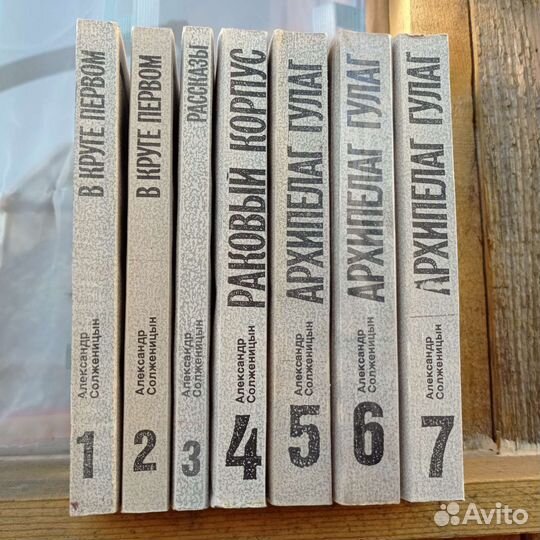 В КРУГЕ ПЕРВОМ
Александр
Солженицын
1
В КРУГЕ ПЕРВОМ
Александр
Солженицын
2
РАССКАЗЫ
Александр
Солженицын
3
РАКОВЫЙ КОРПУС
Александр
Солженицын
4
АРХИПЕЛАГ ГУЛАГ
Александр
Солженицын
5
АРХИПЕЛАГ ГУЛАГ
Александр
Солженицын
6
АРХИПЕЛАГ ГУЛАГ
Александр
Солженицын
7
Avito